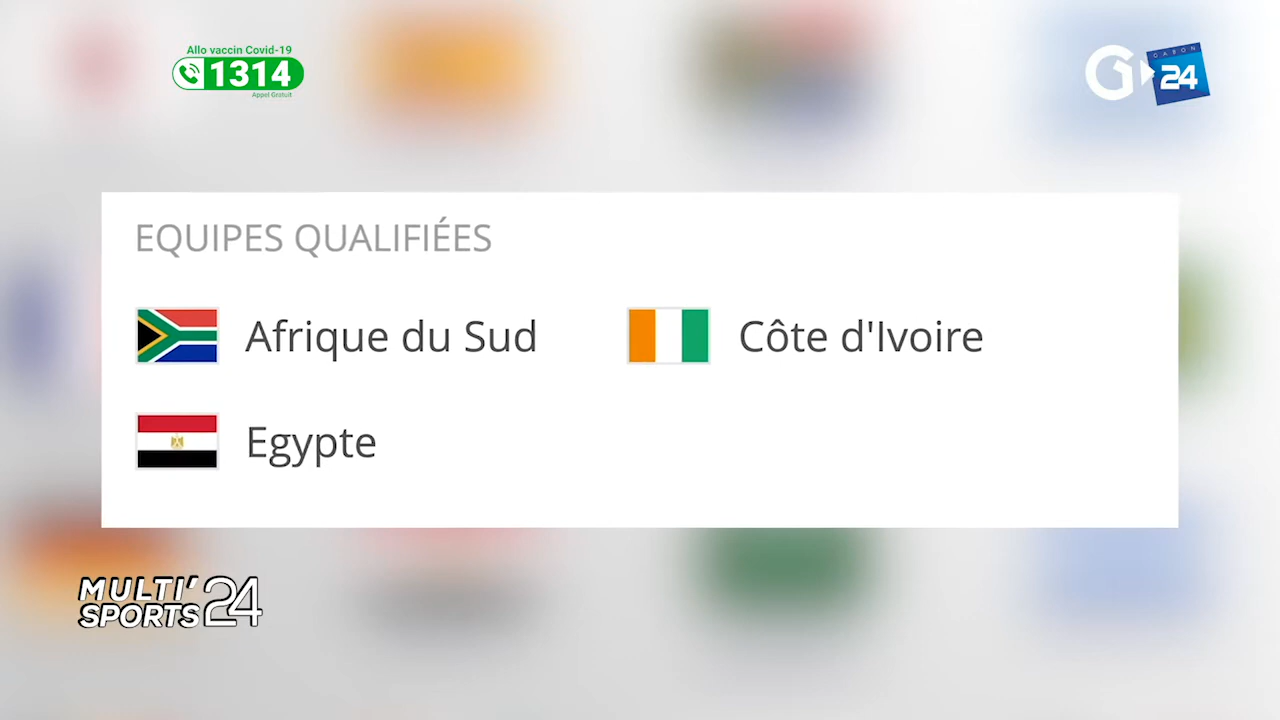 Allo vaccin Covid-19
1314
Appel Gratuit
G
GABON
24
EQUIPES QUALIFIÉES
Afrique du Sud
Côte d'Ivoire
Egypte
MULTI'
SPORTS 24